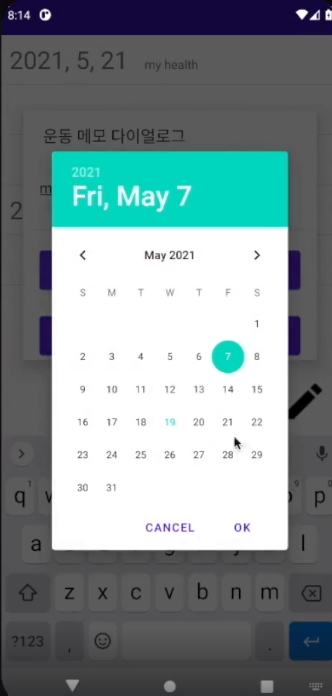 8:14
2021, 5, 21 my health
운동 메모 다이얼로그
m
2
2021
Fri, May 7
May 2021
S M T W T F S
1
2 3 4 5 6 7 8
9 10 11 12 13 14 15
16 17 18 19 20 21 22
23 24 25 26 27 28 29
30 31
CANCEL OK
q w o 9 p 0
a l
z x c v b n m
?123 , .